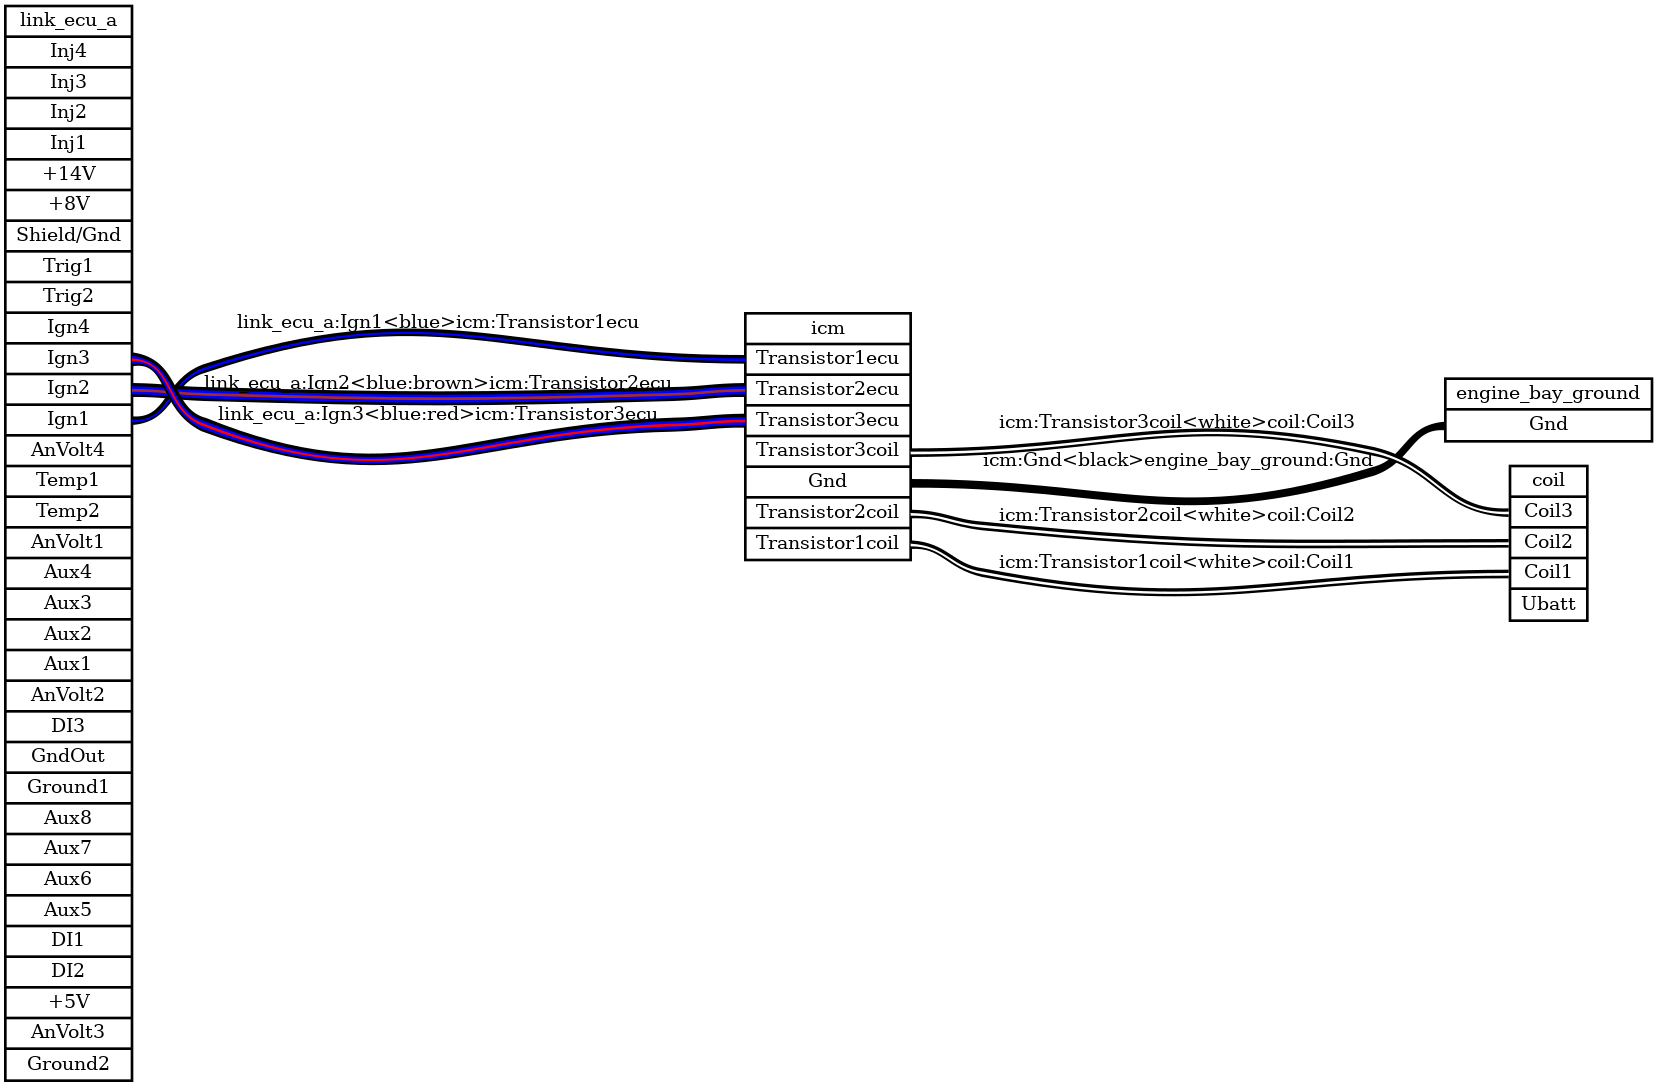 link_ecu_a
Inj4
Inj3
Inj2
Inj1
+14V
+8V
Shield/Gnd
Trig1
Trig2
Ign4
Ign3
Ign2
Ign1
AnVolt4
Temp1
Temp2
AnVolt1
Aux4
Aux3
Aux2
Aux1
AnVolt2
DI3
GndOut
Ground1
Aux8
Aux7
Aux6
Aux5
DI1
DI2
+5V
AnVolt3
Ground2
link_ecu_a:Ign1<blue>icm:Transistor1ecu
link_ecu_a:Ign2<blue:brown>icm:Transistor2ecu
link_ecu_a:Ign3<blue:red>icm:Transistor3ecu
icm
Transistor1ecu
Transistor2ecu
Transistor3ecu
Transistor3coil
Gnd
Transistor2coil
Transistor1coil
icm:Transistor3coil<white>coil:Coil3
icm:Gnd<black>engine_bay_ground:Gnd
icm:Transistor2coil<white>coil:Coil2
icm:Transistor1coil<white>coil:Coil1
engine_bay_ground
Gnd
coil
Coil3
Coil2
Coil1
Ubatt